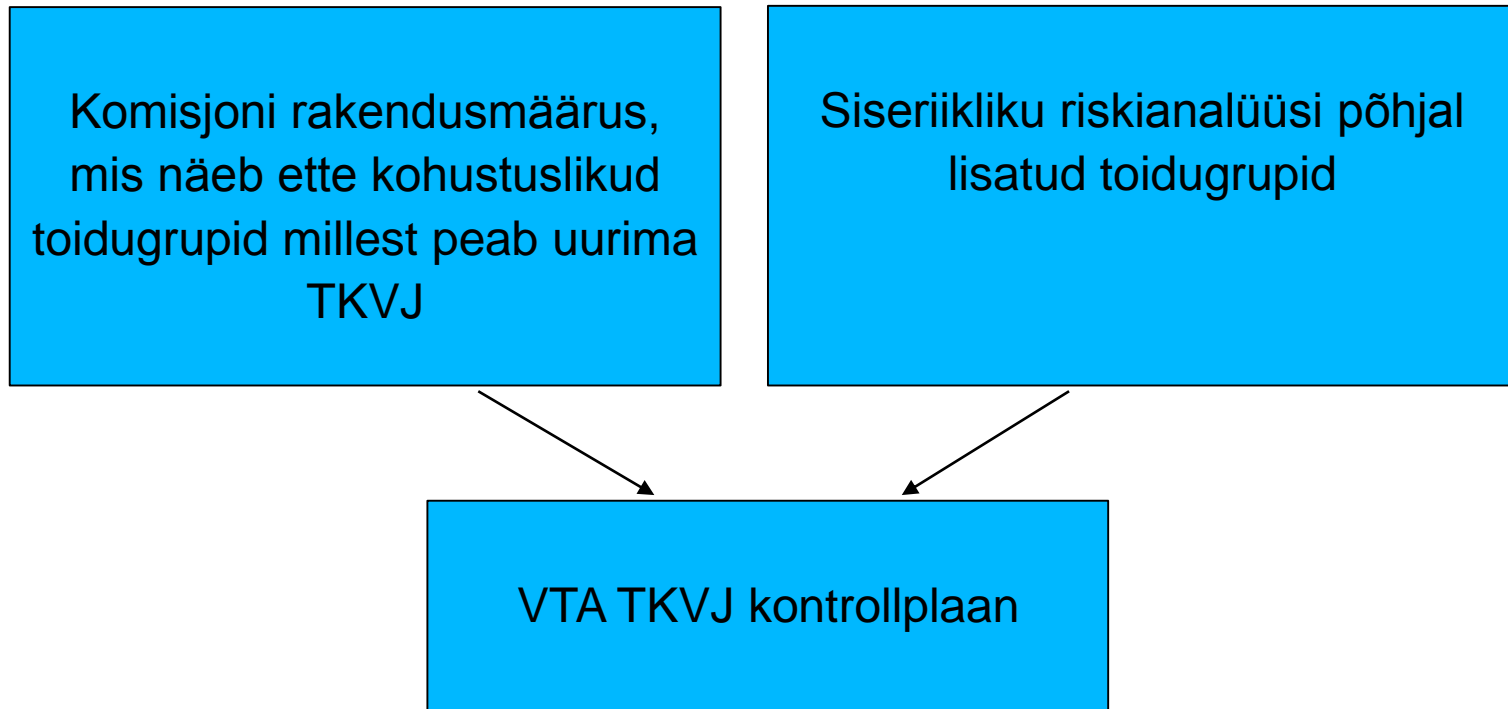 Komisjoni rakendusmäärus,
mis näeb ette kohustuslikud
toidugrupid millest peab uurima
TKVJ
Siseriikliku riskianalüüsi põhjal
lisatud toidugrupid
VTA TKVJ kontrollplaan